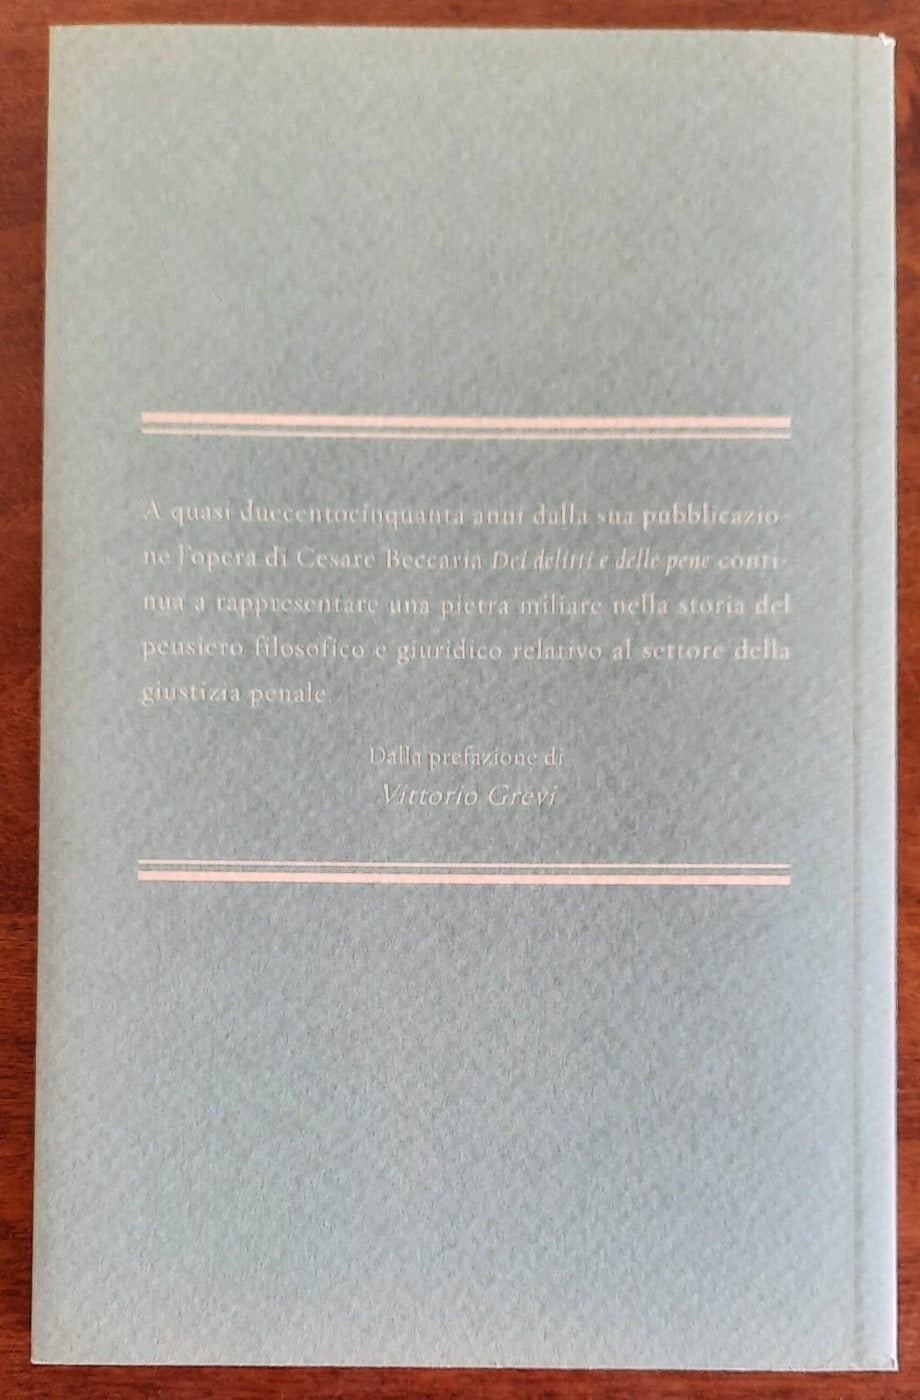 A quasi duecentocinquanta anni dalla sua pubblicazio-
ne l'opera di Cesare Beccaria Dei delitti e delle pene conti-
nua a rappresentare una pietra miliare nella storia del
pensiero filosofico e giuridico relativo al settore della
giustizia penale.
Dalla prefazione di
Vittorio Grevi